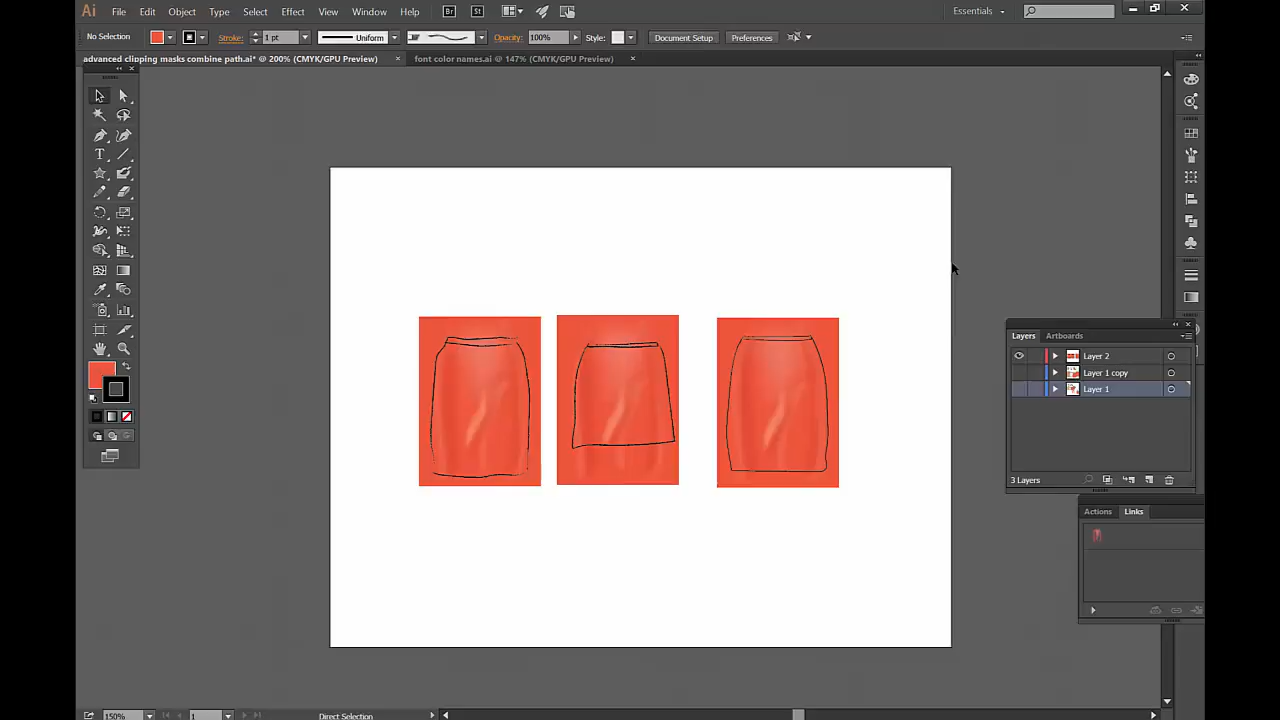 Ai File Edit Object Type Select Effect View Window Help Br St Essentials
No Selection Stroke: 1 pt Uniform Opacity: 100% Style: Document Setup Preferences
advanced clipping masks combine path.ai* @ 200% (CMYK/GPU Preview) × font color names.ai @ 147% (CMYK/GPU Preview) ×
Layers Artboards
Layer 2
Layer 1 copy
Layer 1
3 Layers
Actions Links
150% 1 Direct Selection